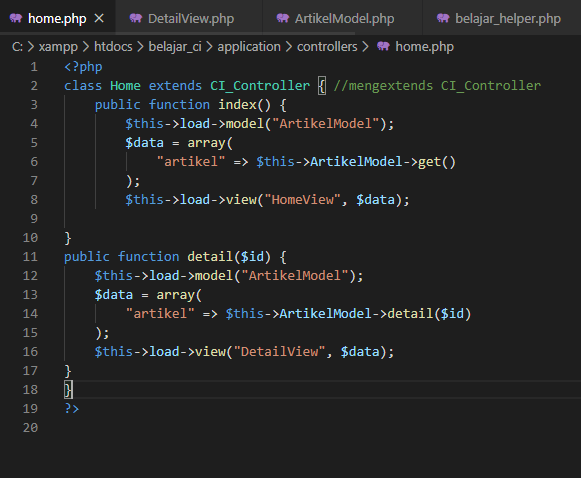 home.php × DetailView.php ArtikelModel.php belajar_helper.php
C: > xampp > htdocs > belajar_ci > application > controllers > home.php
1 <?php
2 class Home extends CI_Controller { //mengextends CI_Controller
3     public function index() {
4         $this->load->model("ArtikelModel");
5         $data = array(
6             "artikel" => $this->ArtikelModel->get()
7         );
8         $this->load->view("HomeView", $data);
9
10 }
11 public function detail($id) {
12     $this->load->model("ArtikelModel");
13     $data = array(
14         "artikel" => $this->ArtikelModel->detail($id)
15     );
16     $this->load->view("DetailView", $data);
17 }
18 }
19 ?>
20